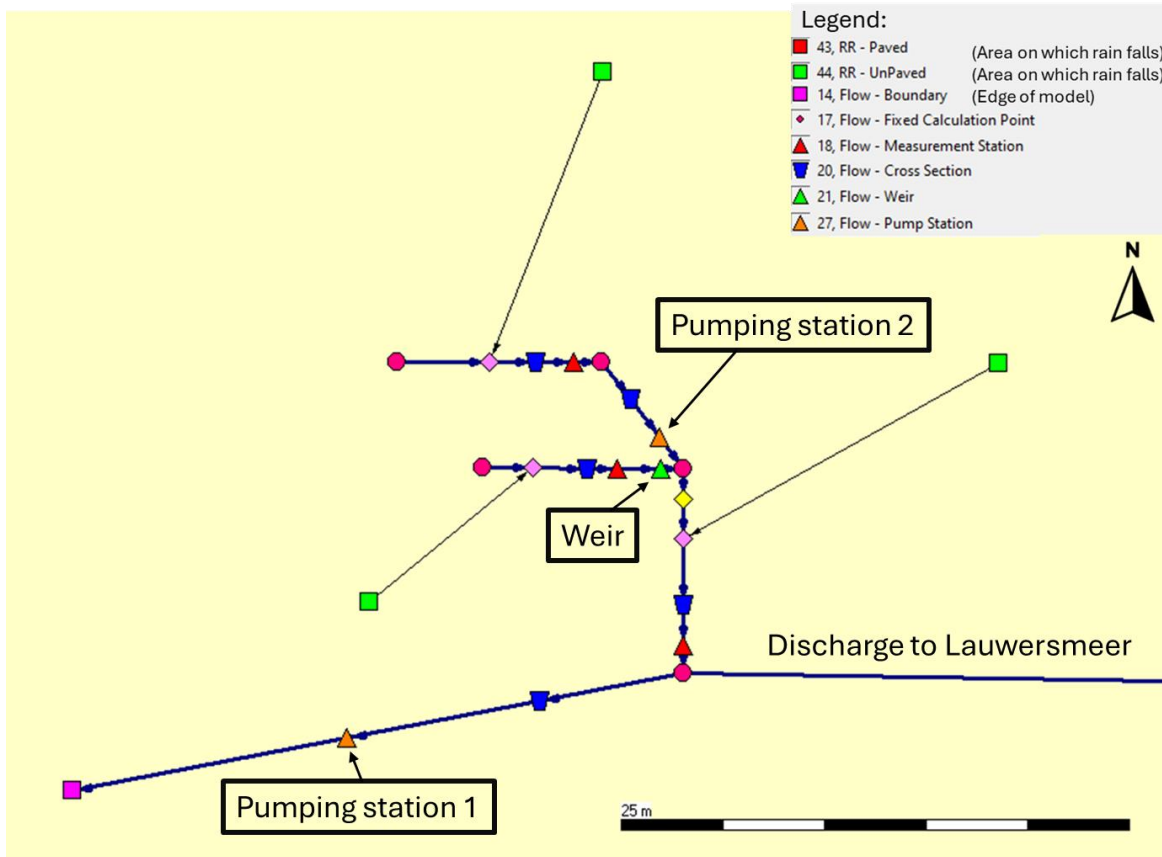 Legend:
43, RR - Paved (Area on which rain falls)
44, RR - UnPaved (Area on which rain falls)
14, Flow - Boundary (Edge of model)
17, Flow - Fixed Calculation Point
18, Flow - Measurement Station
20, Flow - Cross Section
21, Flow - Weir
27, Flow - Pump Station
N
Pumping station 2
Weir
Discharge to Lauwersmeer
Pumping station 1
25 m